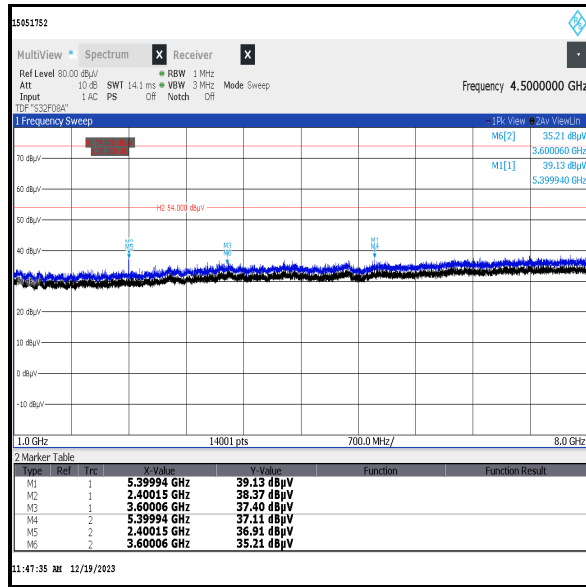 15051752
MultiView Spectrum X Receiver X
Ref Level 80.00 dBµV RBW 1 MHz
Att 10 dB SWT 14.1 ms VBW 3 MHz Mode Sweep Frequency 4.5000000 GHz
Input 1 AC PS Off Notch Off
TDF "S32F08A"
1 Frequency Sweep 1Pk View 2Av ViewLin
M6[2] 35.21 dBµV
3.600060 GHz
M1[1] 39.13 dBµV
5.399940 GHz
70 dBµV
60 dBµV
H2 54.000 dBµV
50 dBµV
40 dBµV
M3
M6
M1
20 dBµV
10 dBµV
0 dBµV
-10 dBµV
1.0 GHz 14001 pts 700.0 MHz/ 8.0 GHz
2 Marker Table
Type Ref Trc X-Value Y-Value Function Function Result
M1 1 5.39994 GHz 39.13 dBµV
M2 1 2.40015 GHz 38.37 dBµV
M3 1 3.60006 GHz 37.40 dBµV
M4 2 5.39994 GHz 37.11 dBµV
M5 2 2.40015 GHz 36.91 dBµV
M6 2 3.60006 GHz 35.21 dBµV
11:47:35 AM 12/19/2023